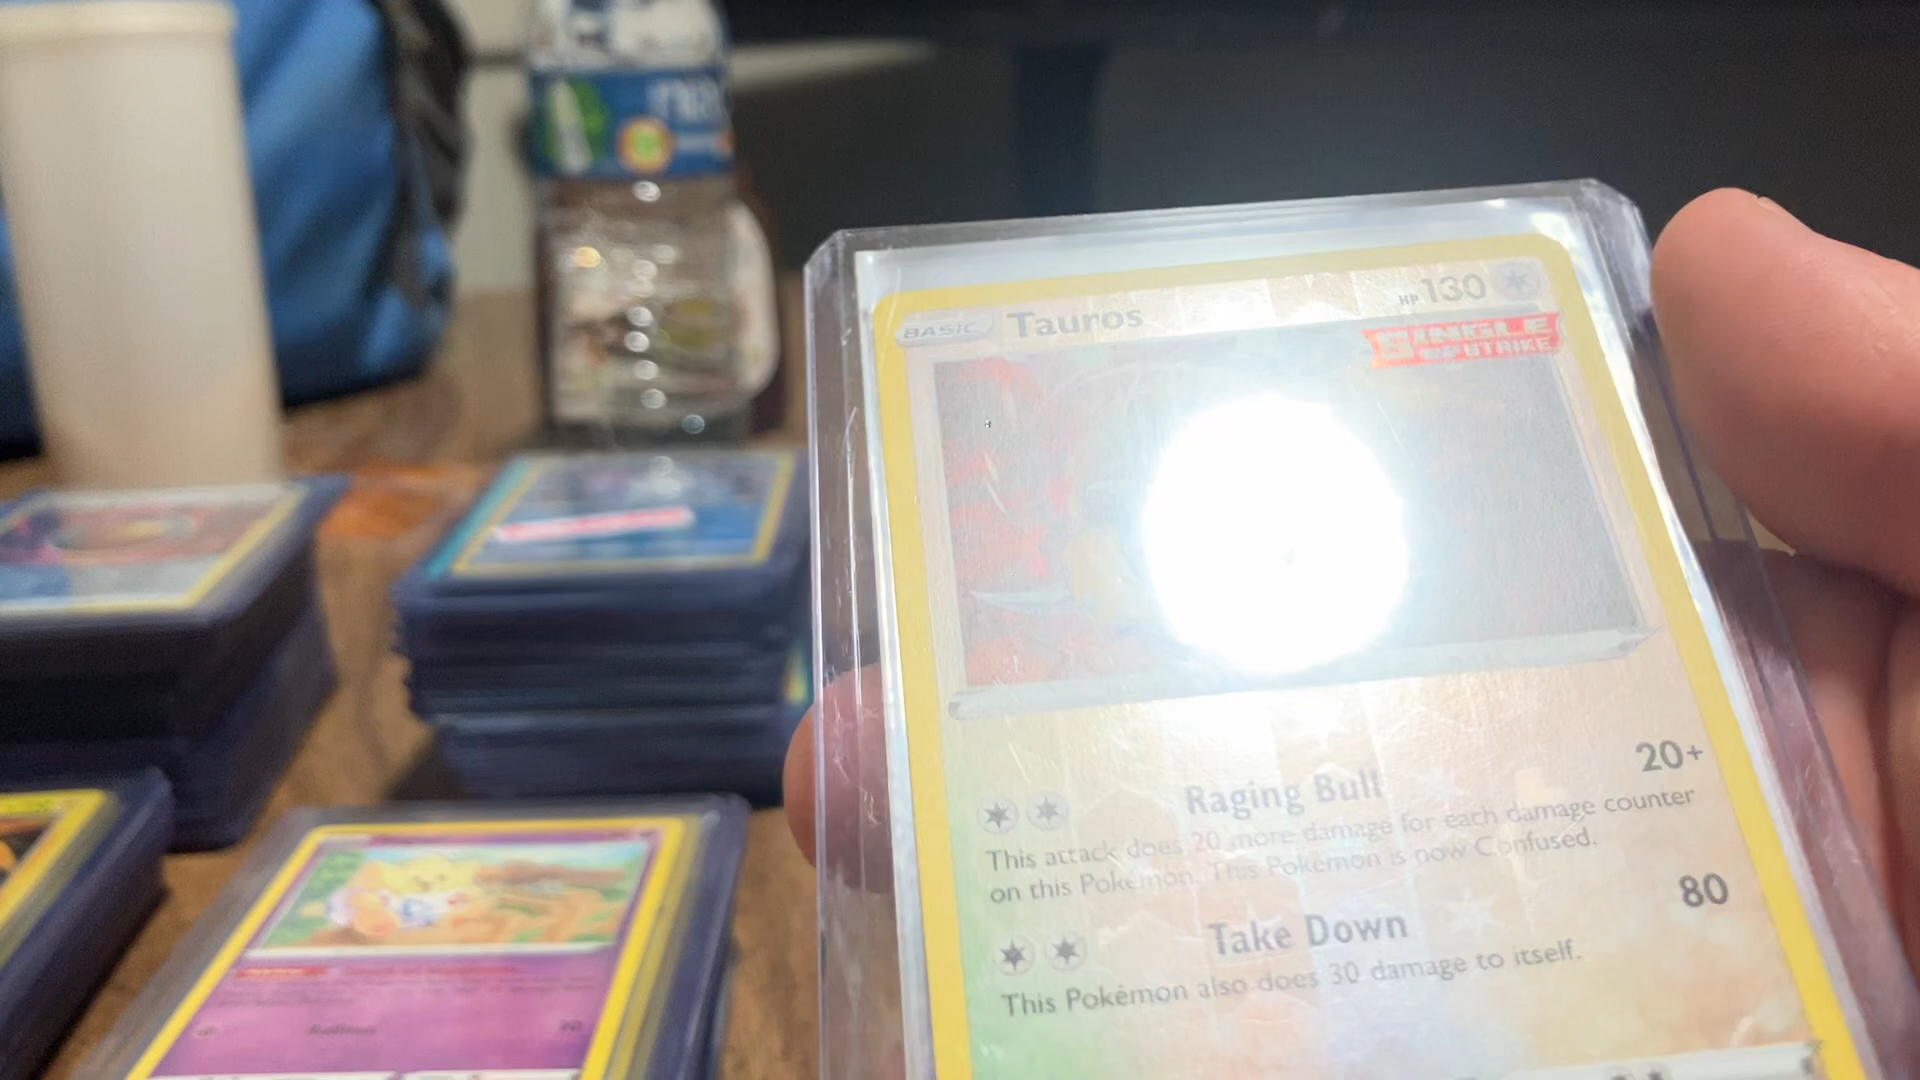 BASIC Tauros HP 130
SINGLE
STRIKE
Raging Bull 20+
This attack does 20 more damage for each damage counter
on this Pokémon. This Pokémon is now Confused.
Take Down 80
This Pokémon also does 30 damage to itself.